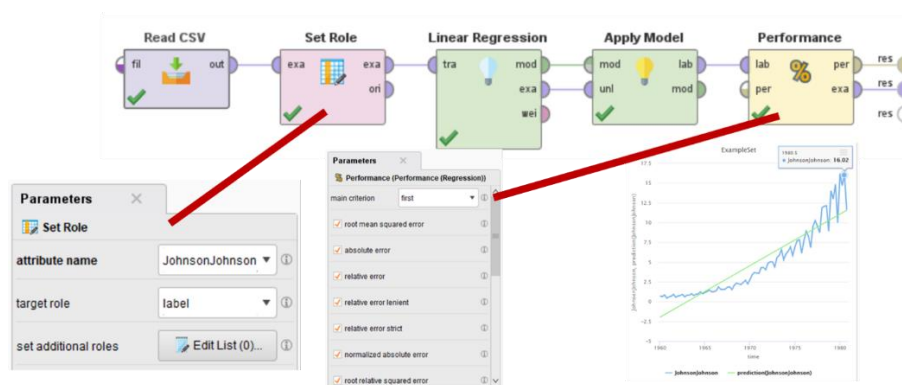 Read CSV
Set Role
Linear Regression
Apply Model
Performance
fil
out
exa
exa
ori
tra
mod
exa
wei
mod
unl
lab
mod
lab
per
per
exa
res
res
res
Parameters
Set Role
attribute name
JohnsonJohnson
target role
label
set additional roles
Edit List (0)...
Parameters
% Performance (Performance (Regression))
main criterion
first
root mean squared error
absolute error
relative error
relative error lenient
relative error strict
normalized absolute error
root relative squared error
ExampleSet
JohnsonJohnson: 16.02
17.5
15
12.5
10
7.5
5
2.5
0
-2.5
-5
JohnsonJohnson, prediction(JohnsonJohnson)
1960
1965
1970
1975
1980
time
JohnsonJohnson
prediction(JohnsonJohnson)